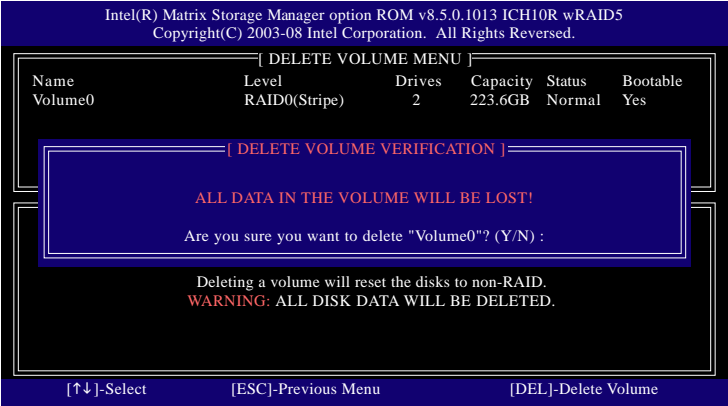 Intel(R) Matrix Storage Manager option ROM v8.5.0.1013 ICH10R wRAID5
Copyright(C) 2003-08 Intel Corporation. All Rights Reversed.
[ DELETE VOLUME MENU ]
Name Level Drives Capacity Status Bootable
Volume0 RAID0(Stripe) 2 223.6GB Normal Yes
[ DELETE VOLUME VERIFICATION ]
ALL DATA IN THE VOLUME WILL BE LOST!
Are you sure you want to delete "Volume0"? (Y/N) :
Deleting a volume will reset the disks to non-RAID.
WARNING: ALL DISK DATA WILL BE DELETED.
[↑↓]-Select [ESC]-Previous Menu [DEL]-Delete Volume